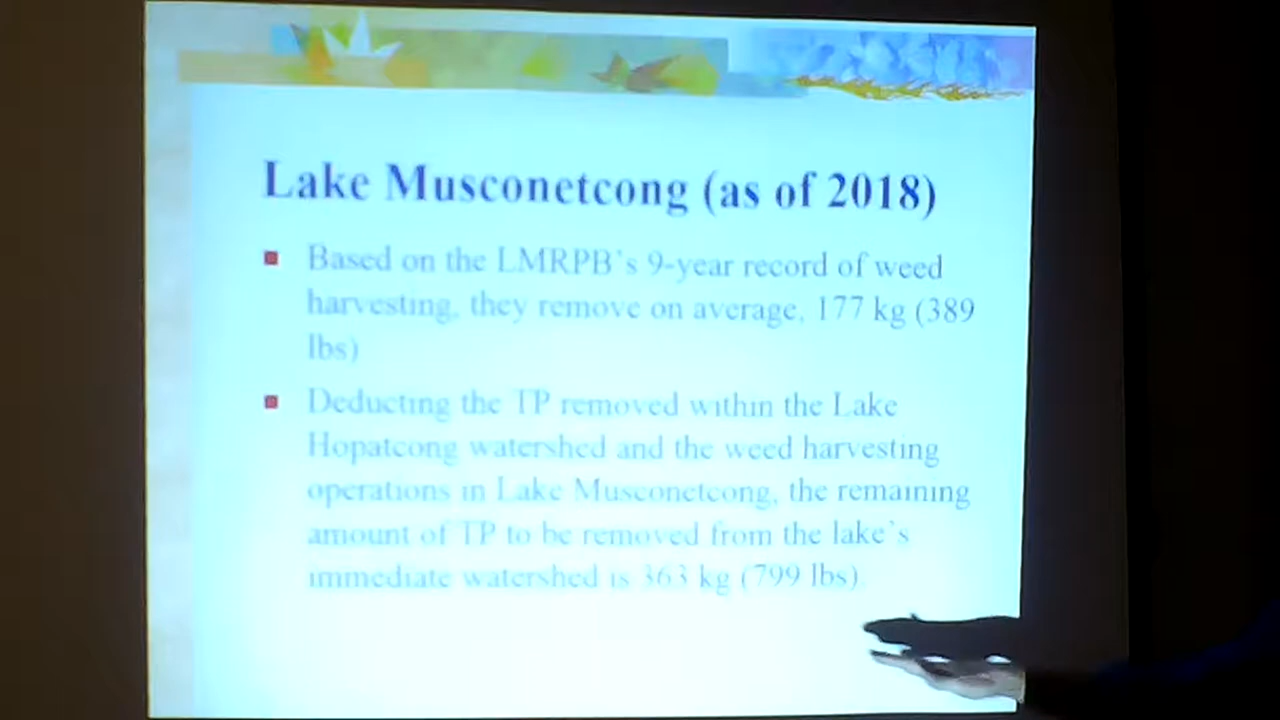 Lake Musconetcong (as of 2018)
Based on the LMRPB's 9-year record of weed
harvesting, they remove on average, 177 kg (389
lbs)
Deducting the TP removed within the Lake
Hopatcong watershed and the weed harvesting
operations in Lake Musconetcong, the remaining
amount of TP to be removed from the lake's
immediate watershed is 363 kg (799 lbs)